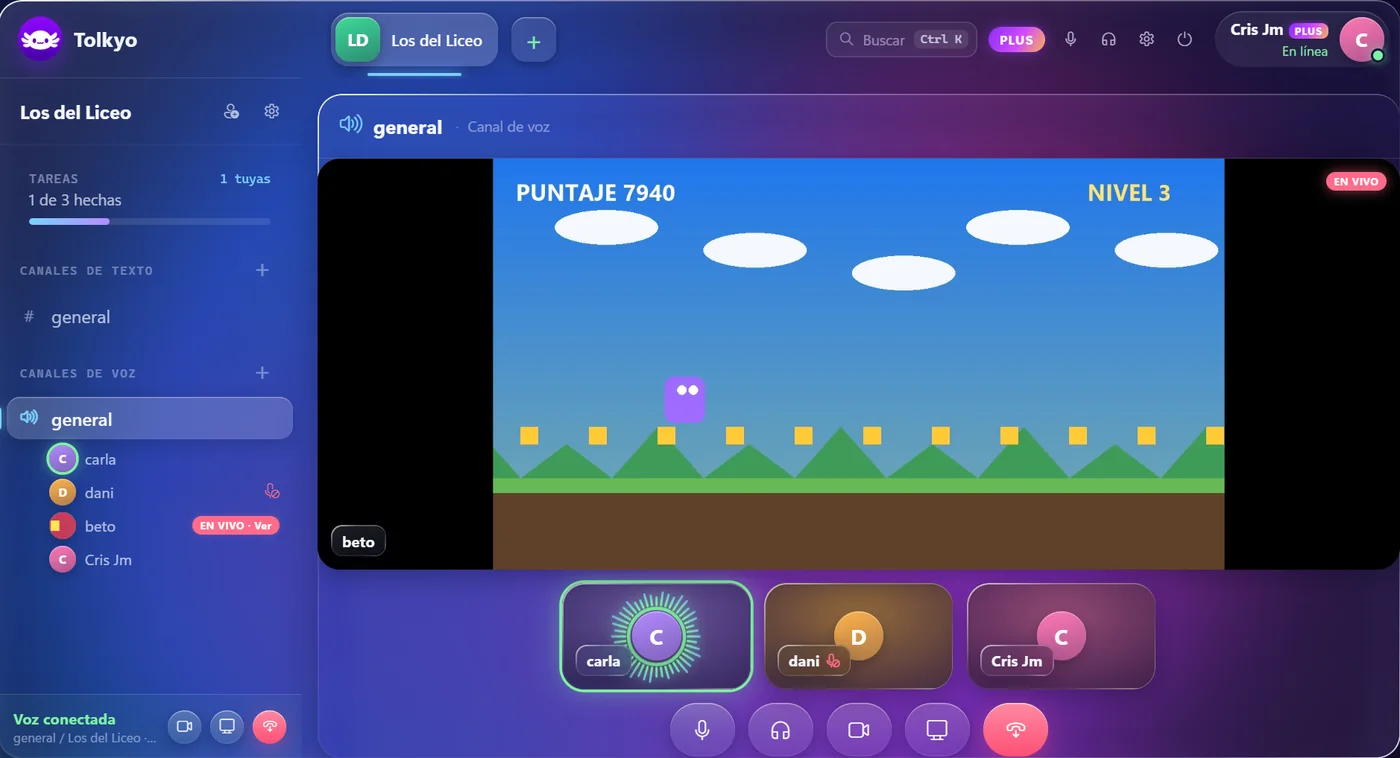 Tolkyo
LD Los del Liceo +
Buscar Ctrl K
PLUS
Cris Jm PLUS
En línea
C
Los del Liceo
TAREAS 1 tuyas
1 de 3 hechas
CANALES DE TEXTO +
# general
CANALES DE VOZ +
general
C carla
D dani
beto EN VIVO · Ver
C Cris Jm
Voz conectada
general / Los del Liceo ·...
general · Canal de voz
EN VIVO
PUNTAJE 7940 NIVEL 3
beto
C
carla
D
dani
C
Cris Jm